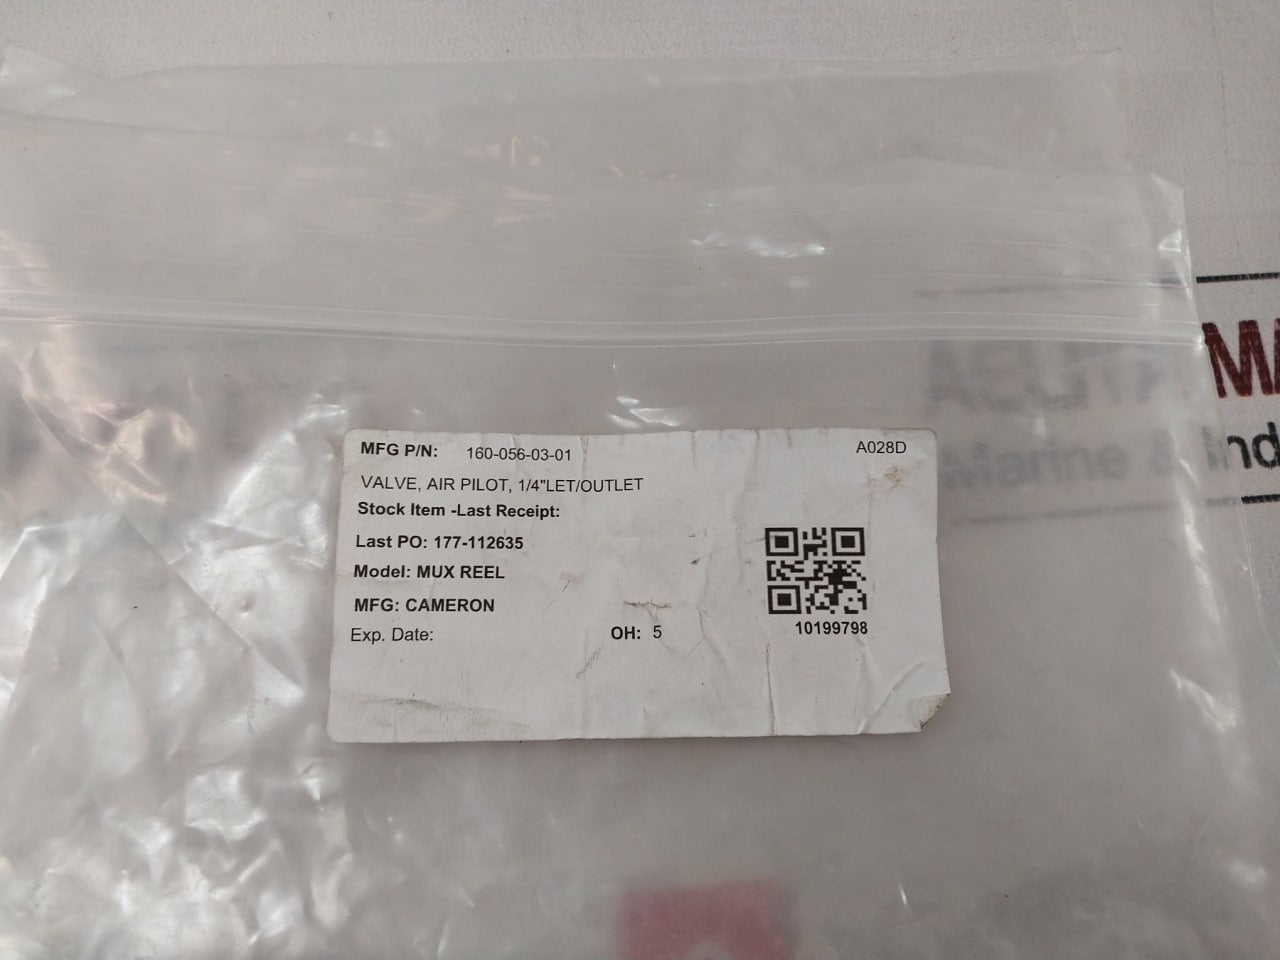 MFG P/N: 160-056-03-01 A028D
VALVE, AIR PILOT, 1/4"LET/OUTLET
Stock Item -Last Receipt:
Last PO: 177-112635
Model: MUX REEL
MFG: CAMERON
Exp. Date: OH: 5
10199798
Marine & Ind